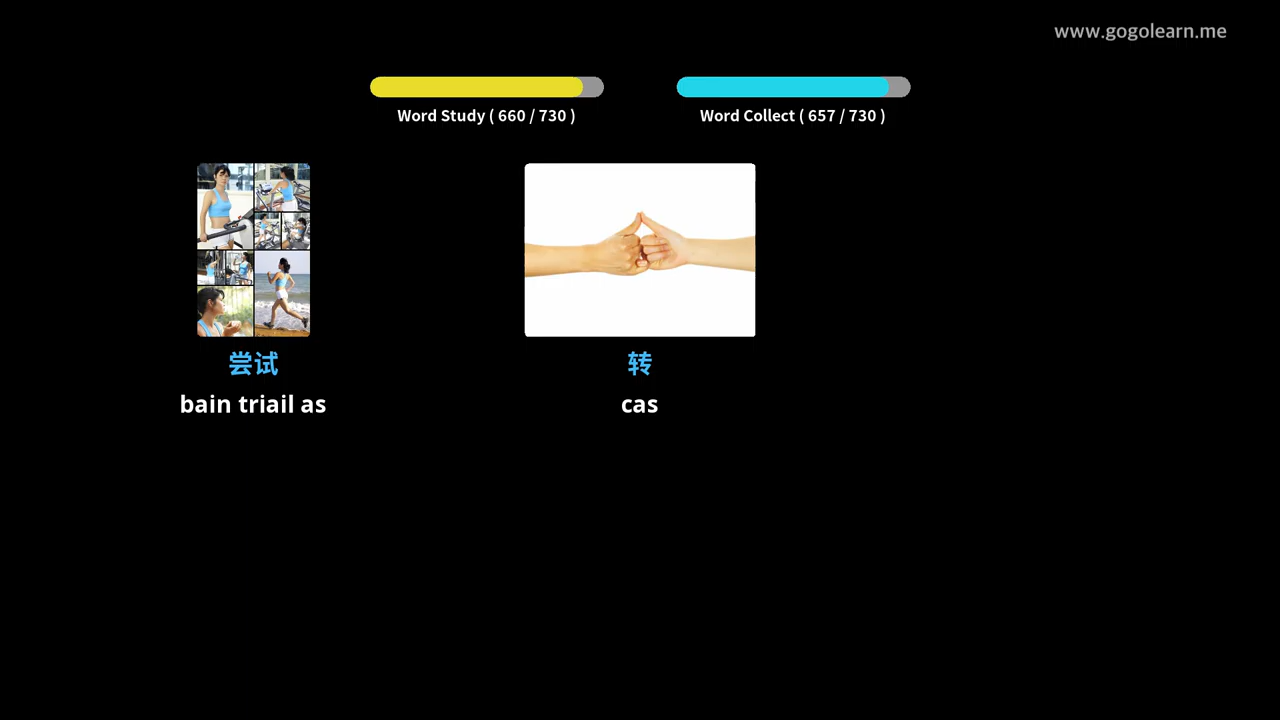 www.gogolearn.me
Word Study ( 660 / 730 )
Word Collect ( 657 / 730 )
尝试
转
bain triail as
cas